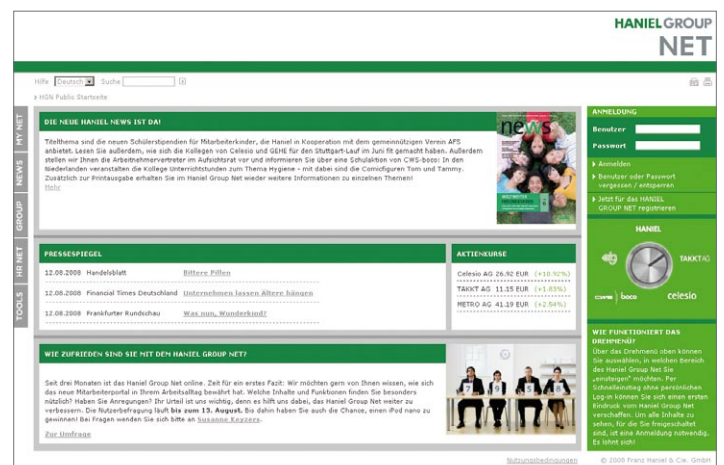 HANIELGROUP
NET
Hilfe Deutsch Suche
HGN Public Startseite
MY NET
NEWS
GROUP
HR NET
TOOLS
DIE NEUE HANIEL NEWS IST DA!
Titelthema sind die neuen Schülerstipendien für Mitarbeiterkinder, die Haniel in Kooperation mit dem gemeinnützigen Verein AFS
anbietet. Lesen Sie außerdem, wie sich die Kollegen von Celesio und GEHE für den Stuttgart-Lauf im Juni fit gemacht haben. Außerdem
stellen wir Ihnen die Arbeitnehmervertreter im Aufsichtsrat vor und informieren Sie über eine Schulaktion von CWS-boco: In den
Niederlanden veranstalten die Kollege Unterrichtsstunden zum Thema Hygiene - mit dabei sind die Comicfiguren Tom und Tammy.
Zusätzlich zur Printausgabe erhalten Sie im Haniel Group Net wieder weitere Informationen zu einzelnen Themen!
Mehr
news
PRESSESPIEGEL
12.08.2008 Handelsblatt Bittere Pillen
12.08.2008 Financial Times Deutschland Unternehmen lassen Ältere hängen
12.08.2008 Frankfurter Rundschau Was nun, Wunderkind?
AKTIENKURSE
Celesio AG 26.92 EUR (+10.92%)
TAKKT AG 11.15 EUR (+1.83%)
METRO AG 41.19 EUR (+2.54%)
WIE ZUFRIEDEN SIND SIE MIT DEM HANIEL GROUP NET?
Seit drei Monaten ist das Haniel Group Net online. Zeit für ein erstes Fazit: Wir möchten gern von Ihnen wissen, wie sich
das neue Mitarbeiterportal in Ihrem Arbeitsalltag bewährt hat. Welche Inhalte und Funktionen finden Sie besonders
nützlich? Haben Sie Anregungen? Ihr Urteil ist uns wichtig, denn es hilft uns dabei, das Haniel Group Net weiter zu
verbessern. Die Nutzerbefragung läuft bis zum 13. August. Bis dahin haben Sie auch die Chance, einen iPod nano zu
gewinnen! Bei Fragen wenden Sie sich bitte an Susanne Keyzers.
Zur Umfrage
7 9 5 8
ANMELDUNG
Benutzer
Passwort
Anmelden
Benutzer oder Passwort
vergessen / entsperren
Jetzt für das HANIEL
GROUP NET registrieren
HANIEL
TAKKT AG
CWS boco
celesio
WIE FUNKTIONIERT DAS
DREHMENÜ?
Über das Drehmenü oben können
Sie auswählen, in welchen Bereich
des Haniel Group Net Sie
„einsteigen" möchten. Per
Schnelleinstieg ohne persönlichen
Log-in können Sie sich einen ersten
Eindruck vom Haniel Group Net
verschaffen. Um alle Inhalte zu
sehen, für die Sie freigeschaltet
sind, ist eine Anmeldung notwendig.
Es lohnt sich!
Nutzungsbedingungen
© 2008 Franz Haniel & Cie. GmbH